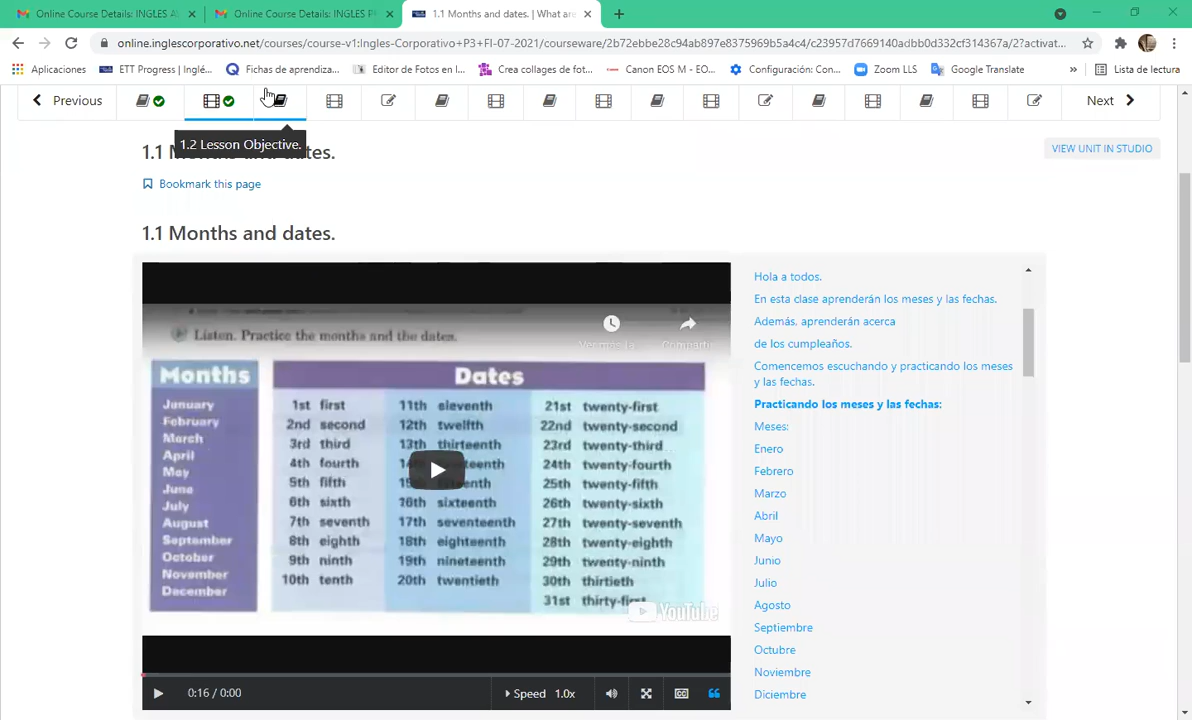 Online Course Details: INGLES A
Online Course Details: INGLES P
1.1 Months and dates. | What are
online.inglescorporativo.net/courses/course-v1:Ingles-Corporativo+P3+FI-07-2021/courseware/2b72ebbe28c94ab897e8375969b5a4c4/c23957d7669140adbb0d332cf314367a/2?activat...
Aplicaciones
ETT Progress | Inglé...
Fichas de aprendiza...
Editor de Fotos en l...
Crea collages de fot...
Canon EOS M - EO...
Configuración: Con...
Zoom LLS
Google Translate
»
Lista de lectura
Previous
Next
1.2 Lesson Objective.
1.1 Months and dates.
VIEW UNIT IN STUDIO
Bookmark this page
1.1 Months and dates.
Listen. Practice the months and the dates.
Months
January
February
March
April
May
June
July
August
September
October
November
December
Dates
1st first
2nd second
3rd third
4th fourth
5th fifth
6th sixth
7th seventh
8th eighth
9th ninth
10th tenth
11th eleventh
12th twelfth
13th thirteenth
16th sixteenth
17th seventeenth
18th eighteenth
19th nineteenth
20th twentieth
21st twenty-first
22nd twenty-second
23rd twenty-third
24th twenty-fourth
25th twenty-fifth
26th twenty-sixth
27th twenty-seventh
28th twenty-eighth
29th twenty-ninth
30th thirtieth
31st thirty-first
YouTube
0:16 / 0:00
Speed 1.0x
CC
Hola a todos.
En esta clase aprenderán los meses y las fechas.
Además, aprenderán acerca
de los cumpleaños.
Comencemos escuchando y practicando los meses
y las fechas.
Practicando los meses y las fechas:
Meses:
Enero
Febrero
Marzo
Abril
Mayo
Junio
Julio
Agosto
Septiembre
Octubre
Noviembre
Diciembre